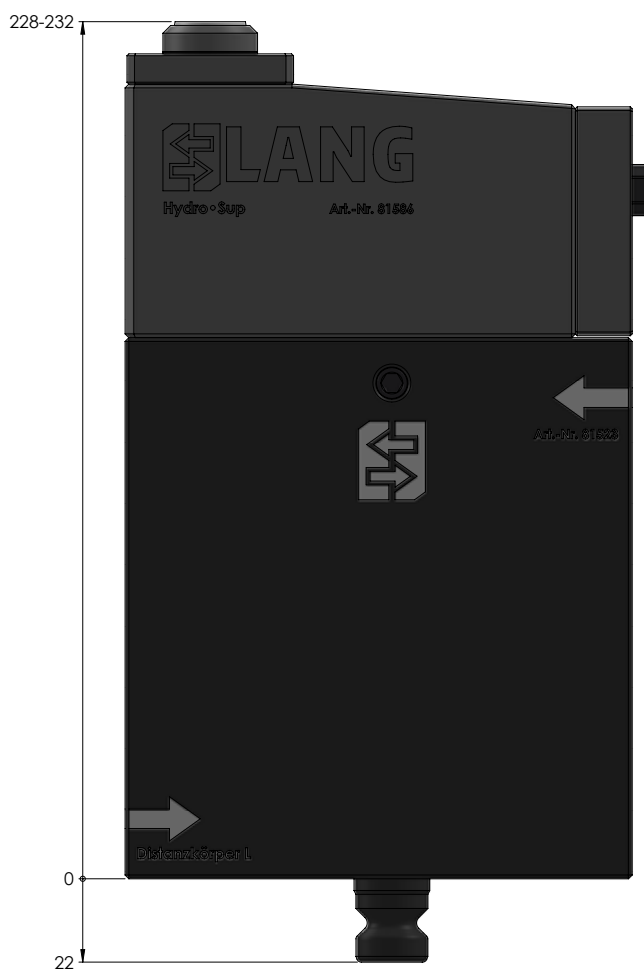 228-232
LANG
Hydro•Sup Art.-Nr. 81586
Art.-Nr. 81526
Distanzkörper L
0
22